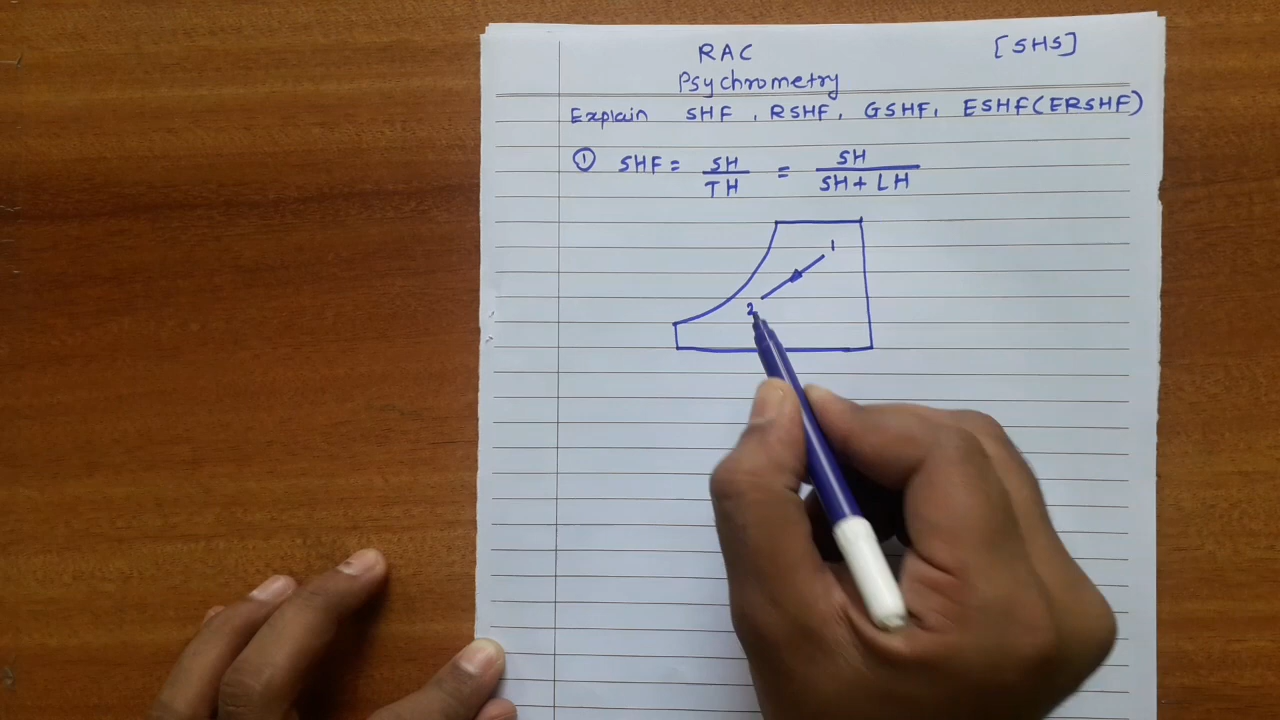 RAC [SHS]
Psychrometry
Explain SHF, RSHF, GSHF, ESHF(ERSHF)
① SHF = SH/TH = SH/SH+LH
1
2